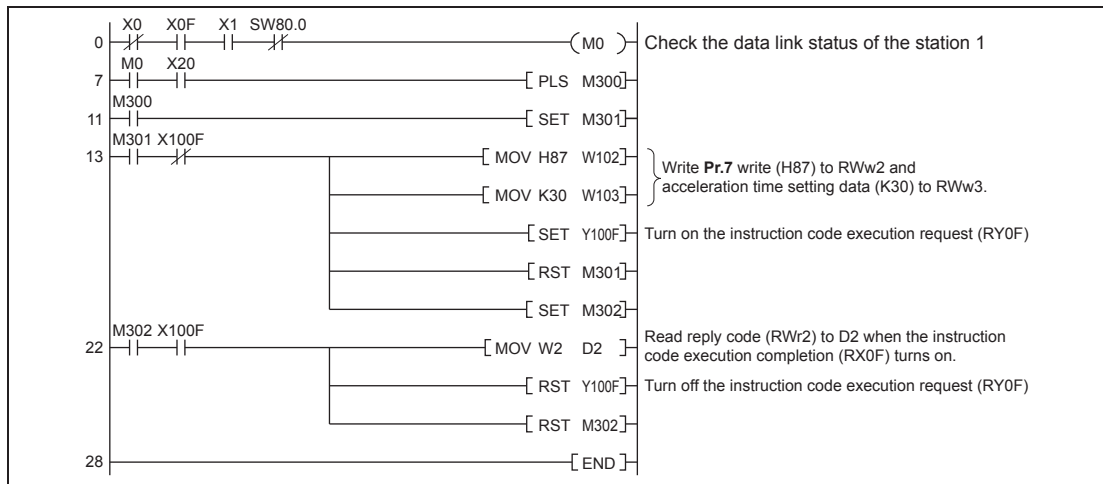 X0 X0F X1 SW80.0
0 M0 Check the data link status of the station 1
M0 X20
7 PLS M300
M300
11 SET M301
M301 X100F
13 MOV H87 W102
Write Pr.7 write (H87) to RWw2 and
acceleration time setting data (K30) to RWw3.
MOV K30 W103
SET Y100F Turn on the instruction code execution request (RY0F)
RST M301
SET M302
M302 X100F
22 MOV W2 D2 Read reply code (RWr2) to D2 when the instruction
code execution completion (RX0F) turns on.
RST Y100F Turn off the instruction code execution request (RY0F)
RST M302
28 END